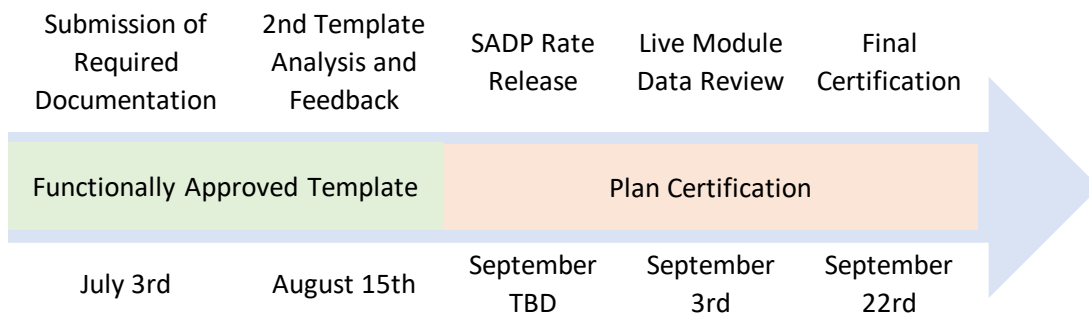 Submission of
Required
Documentation
2nd Template
Analysis and
Feedback
SADP Rate
Release
Live Module
Data Review
Final
Certification
Functionally Approved Template
Plan Certification
July 3rd
August 15th
September
TBD
September
3rd
September
22rd